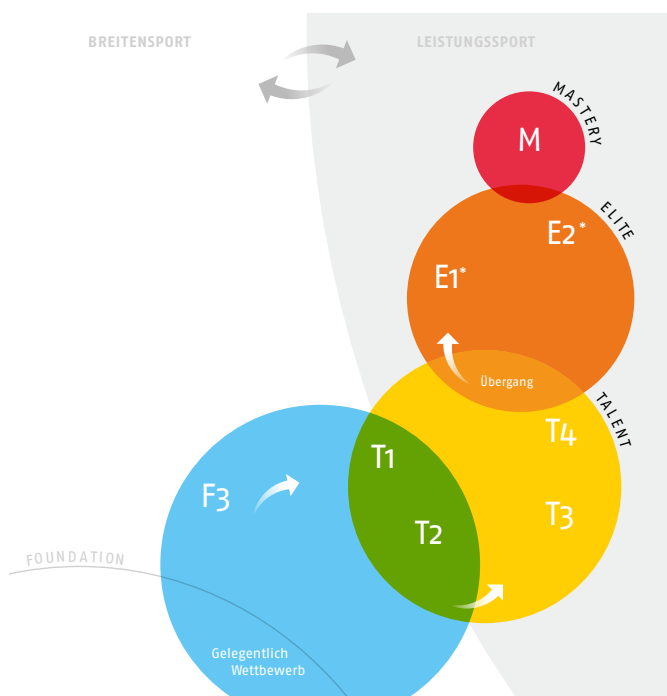 BREITENSPORT
LEISTUNGSSPORT
MASTERY
M
ELITE
E2*
E1*
Übergang
TALENT
T4
T1
F3
T3
T2
FOUNDATION
Gelegentlich
Wettbewerb